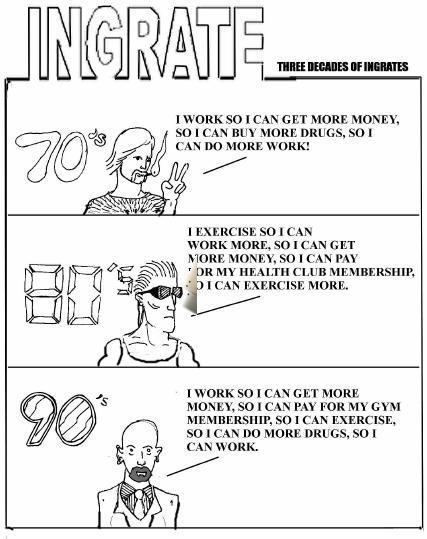 INGRATE
THREE DECADES OF INGRATES
70's
I WORK SO I CAN GET MORE MONEY,
SO I CAN BUY MORE DRUGS, SO I
CAN DO MORE WORK!
80's
I EXERCISE SO I CAN
WORK MORE, SO I CAN GET
MORE MONEY, SO I CAN PAY
FOR MY HEALTH CLUB MEMBERSHIP,
SO I CAN EXERCISE MORE.
90's
I WORK SO I CAN GET MORE
MONEY, SO I CAN PAY FOR MY GYM
MEMBERSHIP, SO I CAN EXERCISE,
SO I CAN DO MORE DRUGS, SO I
CAN WORK.